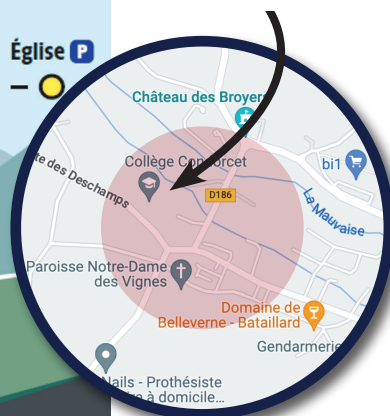 Église P
Château des Broyers
Collège Condorcet
bi1
te des Deschamps
D186
La Mauvaise
Paroisse Notre-Dame
des Vignes
Domaine de
Belleverne - Bataillard
Gendarmerie
Nails - Prothésiste
à domicile...